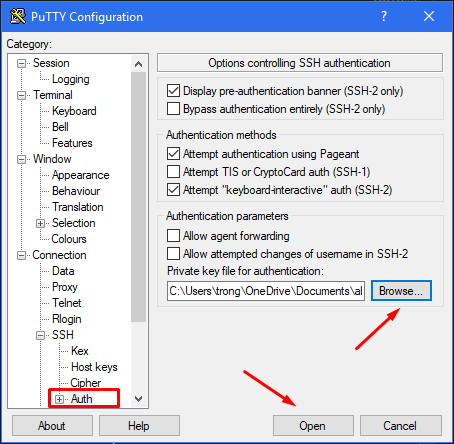 PuTTY Configuration
Category:
Session
Logging
Terminal
Keyboard
Bell
Features
Window
Appearance
Behaviour
Translation
Selection
Colours
Connection
Data
Proxy
Telnet
Rlogin
SSH
Kex
Host keys
Cipher
Auth
Options controlling SSH authentication
Display pre-authentication banner (SSH-2 only)
Bypass authentication entirely (SSH-2 only)
Authentication methods
Attempt authentication using Pageant
Attempt TIS or CryptoCard auth (SSH-1)
Attempt "keyboard-interactive" auth (SSH-2)
Authentication parameters
Allow agent forwarding
Allow attempted changes of username in SSH-2
Private key file for authentication:
C:\Users\trong\OneDrive\Documents\al Browse...
About Help Open Cancel